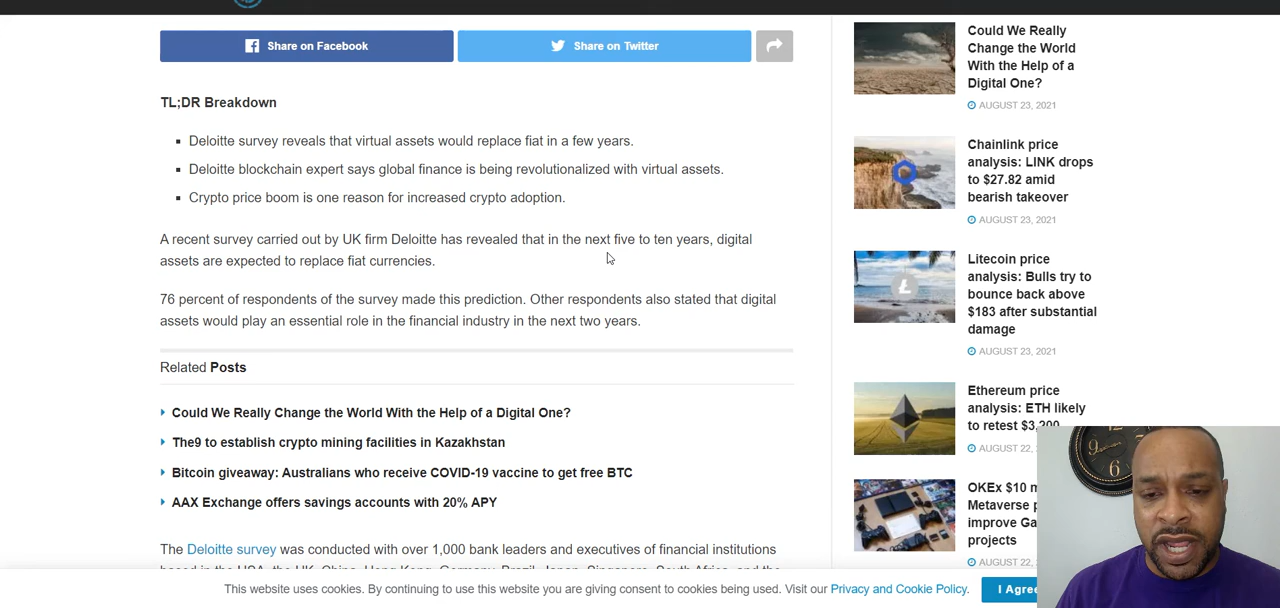 Share on Facebook
Share on Twitter
TL;DR Breakdown
Deloitte survey reveals that virtual assets would replace fiat in a few years.
Deloitte blockchain expert says global finance is being revolutionalized with virtual assets.
Crypto price boom is one reason for increased crypto adoption.
A recent survey carried out by UK firm Deloitte has revealed that in the next five to ten years, digital
assets are expected to replace fiat currencies.
76 percent of respondents of the survey made this prediction. Other respondents also stated that digital
assets would play an essential role in the financial industry in the next two years.
Related Posts
Could We Really Change the World With the Help of a Digital One?
The9 to establish crypto mining facilities in Kazakhstan
Bitcoin giveaway: Australians who receive COVID-19 vaccine to get free BTC
AAX Exchange offers savings accounts with 20% APY
The Deloitte survey was conducted with over 1,000 bank leaders and executives of financial institutions
Could We Really
Change the World
With the Help of a
Digital One?
AUGUST 23, 2021
Chainlink price
analysis: LINK drops
to $27.82 amid
bearish takeover
AUGUST 23, 2021
Litecoin price
analysis: Bulls try to
bounce back above
$183 after substantial
damage
AUGUST 23, 2021
Ethereum price
analysis: ETH likely
to retest $3,200
AUGUST 22,
OKEx $10
Metaverse
improve
projects
AUGUST 22,
This website uses cookies. By continuing to use this website you are giving consent to cookies being used. Visit our Privacy and Cookie Policy.
I Agree